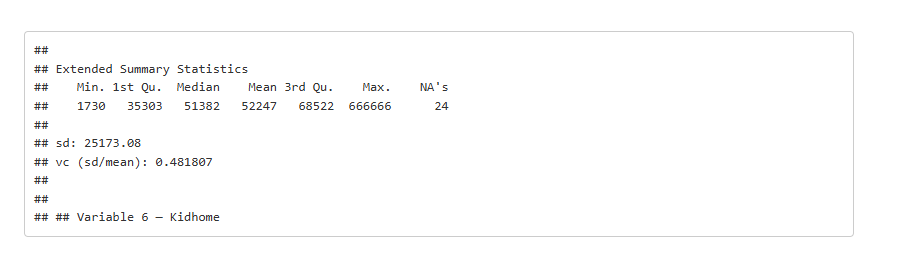 ##
## Extended Summary Statistics
##    Min. 1st Qu.  Median    Mean 3rd Qu.    Max.    NA's
##    1730   35303   51382   52247   68522  666666      24
##
## sd: 25173.08
## vc (sd/mean): 0.481807
##
##
## ## Variable 6 — Kidhome